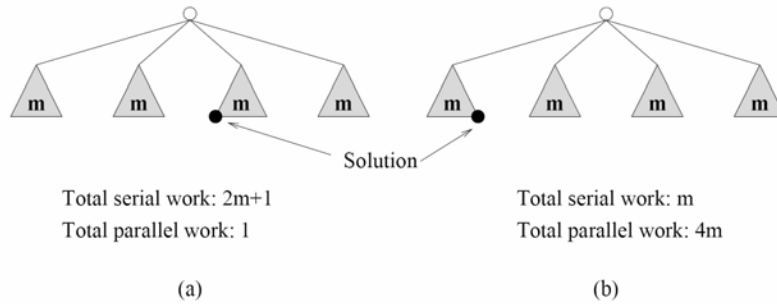 m m m m m m m m
Solution
Total serial work: 2m+1 Total serial work: m
Total parallel work: 1 Total parallel work: 4m
(a) (b)